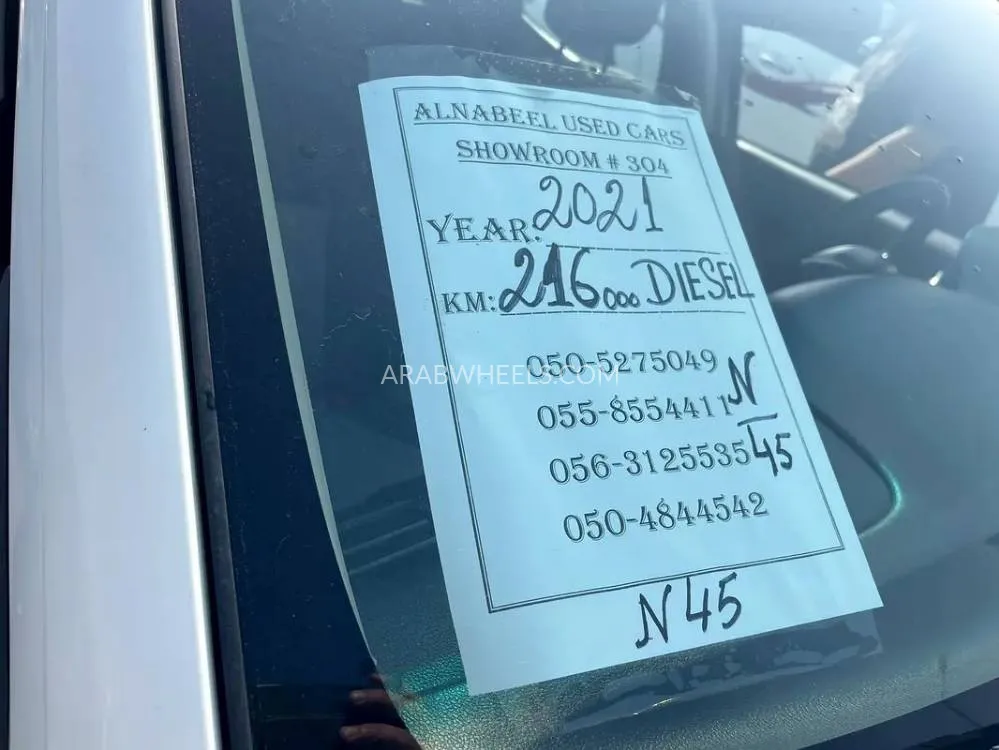 ALNABEEL USED CARS
SHOWROOM # 304
YEAR: 2021
KM: 216000 DIESEL
050-5275049
ARABWHEELS.COM
055-8554411 N
056-3125535 45
050-4844542
N45